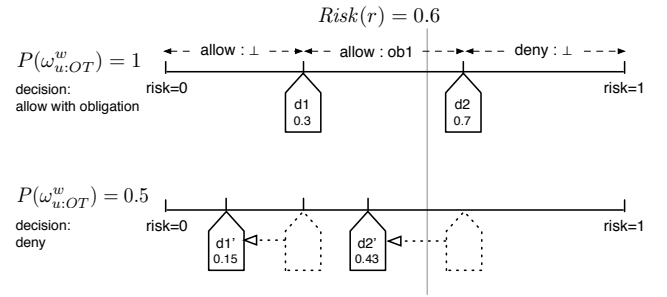 Risk(r) = 0.6
allow : ⊥ allow : ob1 deny : ⊥
P(ω^w_{u:OT}) = 1
decision: risk=0 risk=1
allow with obligation
d1 d2
0.3 0.7
P(ω^w_{u:OT}) = 0.5
decision: risk=0 risk=1
deny
d1' d2'
0.15 0.43